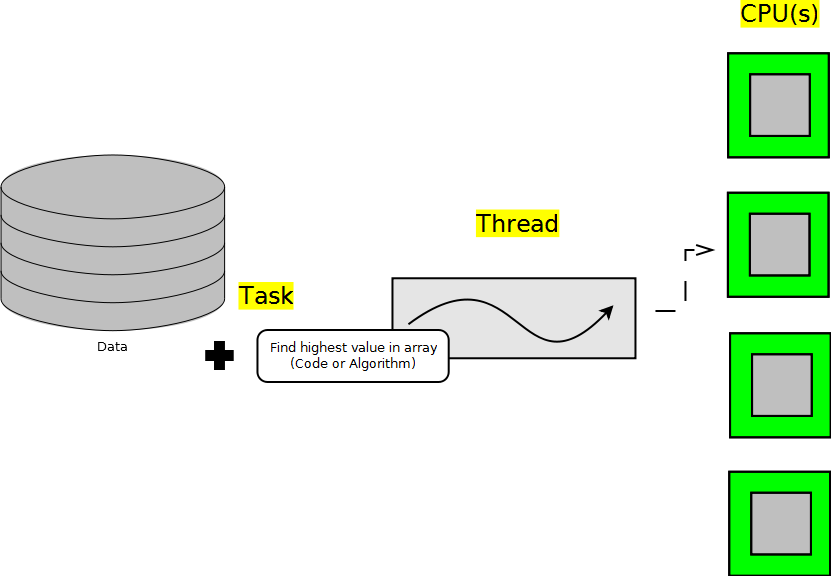 CPU(s)
Thread
Task
Data
Find highest value in array
(Code or Algorithm)